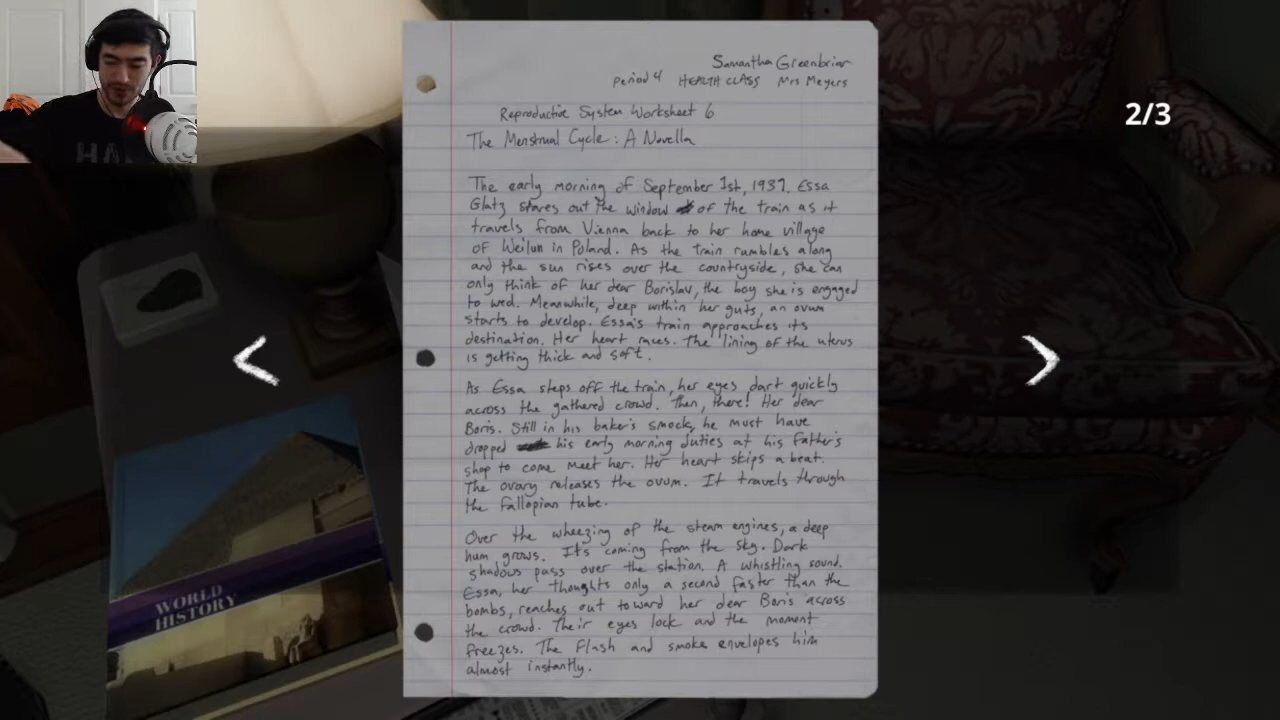 Samantha Greenbriar
Period 4 HEALTH CLASS Mrs Meyers
2/3
Reproductive System Worksheet 6
The Menstrual Cycle: A Novella
The early morning of September 1st, 1937. Essa
Glatz stares out the window of the train as it
travels from Vienna back to her home village
of Weilun in Poland. As the train rumbles along
and the sun rises over the countryside, she can
only think of her dear Borislav, the boy she is engaged
to wed. Meanwhile, deep within her guts, an ovum
starts to develop. Essa's train approaches its
destination. Her heart races. The lining of the uterus
is getting thick and soft.
As Essa steps off the train, her eyes dart quickly
across the gathered crowd. Then, there! Her dear
Boris. Still in his baker's smock, he must have
dropped his early morning duties at his father's
shop to come meet her. Her heart skips a beat.
The ovary releases the ovum. It travels through
the fallopian tube.
Over the wheezing of the steam engines, a deep
hum grows. It's coming from the sky. Dark
shadows pass over the station. A whistling sound.
Essa, her thoughts only a second faster than the
bombs, reaches out toward her dear Boris across
the crowd. Their eyes lock and the moment
freezes. The flash and smoke envelopes him
almost instantly.
WORLD
HISTORY